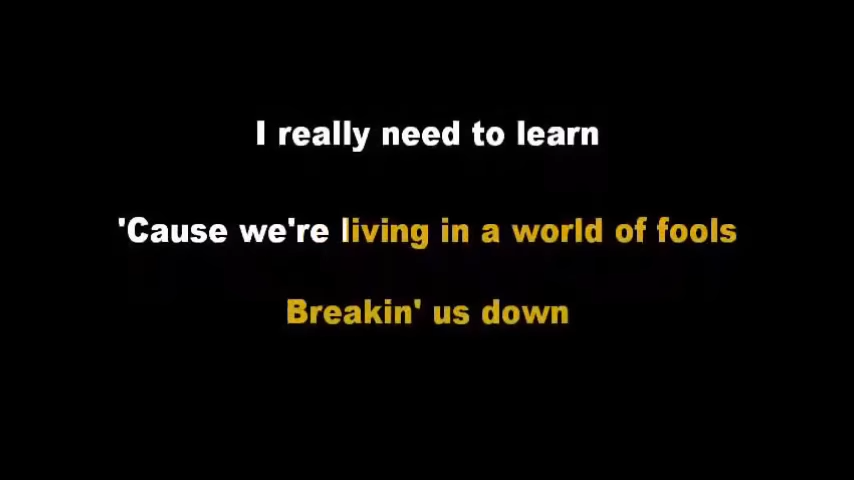 I really need to learn
'Cause we're living in a world of fools
Breakin' us down